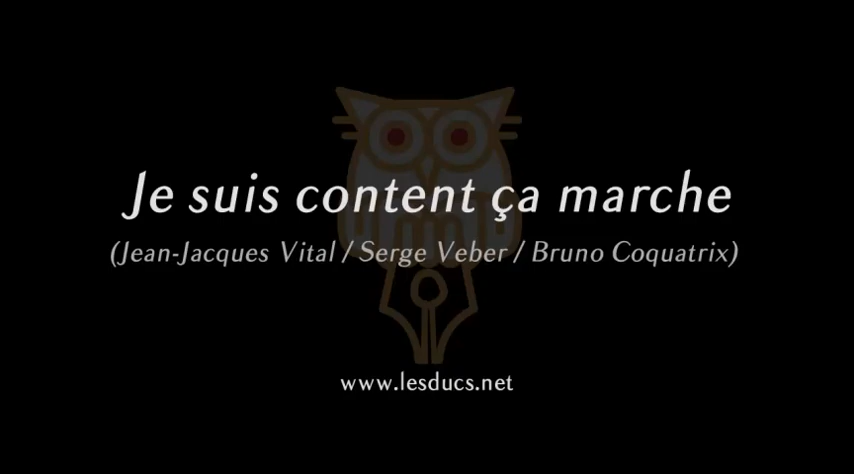 Je suis content ça marche
(Jean-Jacques Vital / Serge Veber / Bruno Coquatrix)
www.lesducs.net